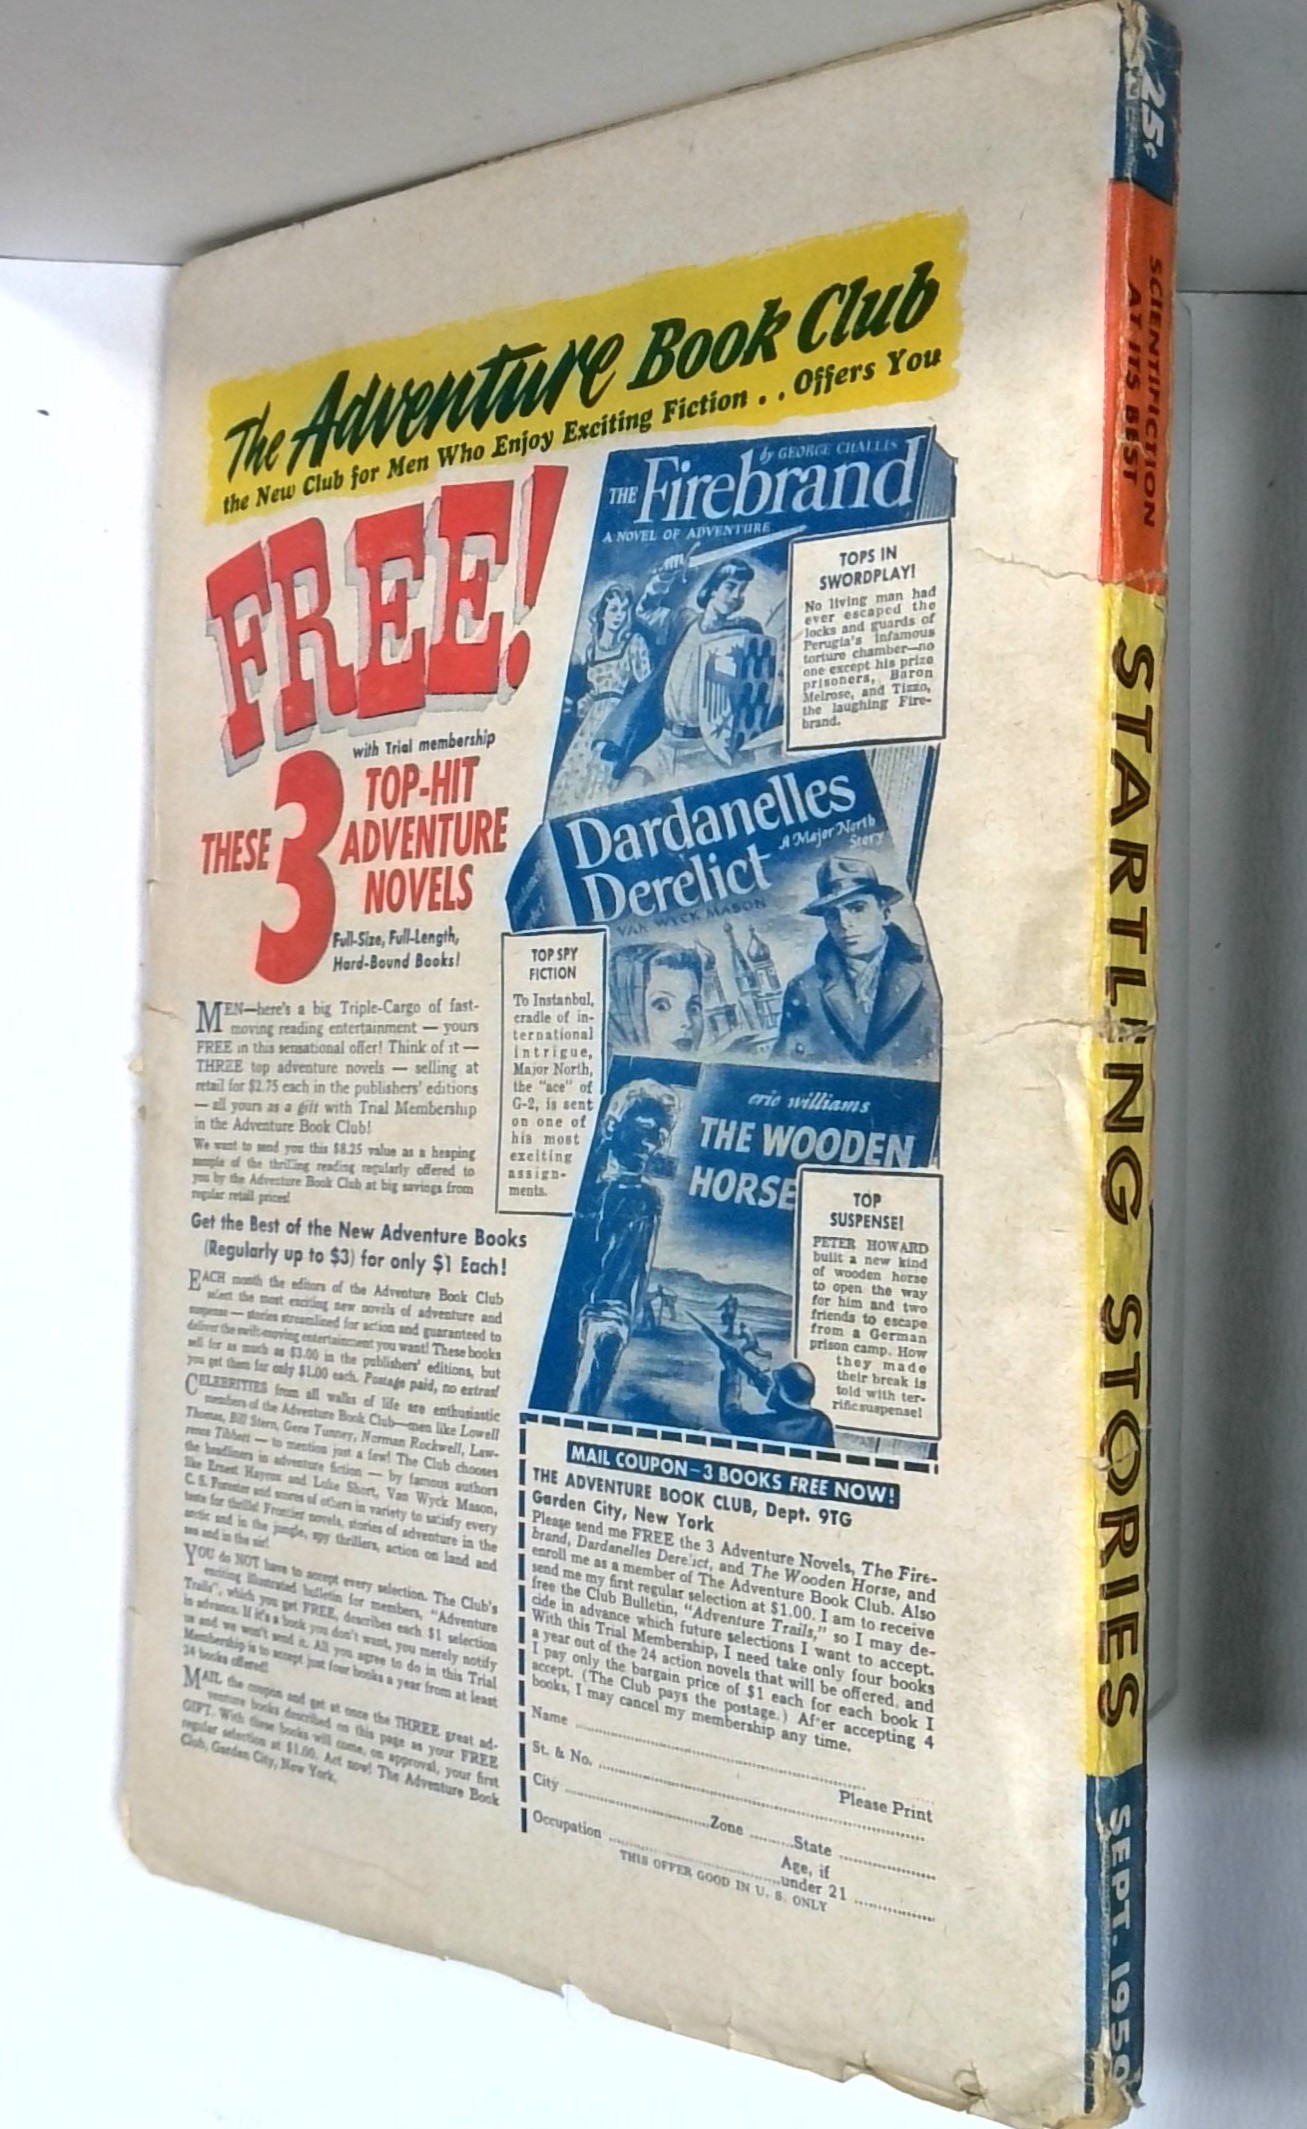 The Adventure Book Club
the New Club for Men Who Enjoy Exciting Fiction . . Offers You
FREE!
with Trial membership
THESE 3 TOP-HIT
ADVENTURE
NOVELS
Full-Size, Full-Length,
Hard-Bound Books!
MEN—here's a big Triple-Cargo of fast-
moving reading entertainment — yours
FREE in this sensational offer! Think of it —
THREE top adventure novels — selling at
retail for $2.75 each in the publishers' editions
— all yours as a gift with Trial Membership
in the Adventure Book Club!
We want to send you this $8.25 value as a heaping
sample of the thrilling reading regularly offered to
you by the Adventure Book Club at big savings from
regular retail prices!
Get the Best of the New Adventure Books
(Regularly up to $3) for only $1 Each!
EACH month the editors of the Adventure Book Club
select the most exciting new novels of adventure and
suspense — stories streamlined for action and guaranteed to
deliver the swift-moving entertainment you want! These books
sell for as much as $3.00 in the publishers' editions, but
you get them for only $1.00 each. Postage paid, no extras!
CELEBRITIES from all walks of life are enthusiastic
members of the Adventure Book Club—men like Lowell
Thomas, Bill Stern, Gene Tunney, Norman Rockwell, Law-
rence Tibbett — to mention just a few! The Club chooses
the headliners in adventure fiction — by famous authors
like Ernest Haycox and Luke Short, Van Wyck Mason,
C. S. Forester and scores of others in variety to satisfy every
taste for thrills! Frontier novels, stories of adventure in the
arctic and in the jungle, spy thrillers, action on land and
sea and in the air!
YOU do NOT have to accept every selection. The Club's
exciting illustrated bulletin for members, "Adventure
Trails", which you get FREE, describes each $1 selection
in advance. If it's a book you don't want, you merely notify
us and we won't send it. All you agree to do in this Trial
Membership is to accept just four books a year from at least
24 books offered!
MAIL the coupon and get at once the THREE great ad-
venture books described on this page as your FREE
GIFT. With these books will come, on approval, your first
regular selection at $1.00. Act now! The Adventure Book
Club, Garden City, New York.
by GEORGE CHALLIS
THE Firebrand
A NOVEL OF ADVENTURE
TOPS IN
SWORDPLAY!
No living man had
ever escaped the
locks and guards of
Perugia's infamous
torture chamber—no
one except his prize
prisoners, Baron
Melrose, and Tizzo,
the laughing Fire-
brand.
Dardanelles
Derelict
A Major North
Story
VAN WYCK MASON
TOP SPY
FICTION
To Instanbul,
cradle of in-
ternational
intrigue,
Major North,
the "ace" of
G-2, is sent
on one of
his most
exciting
assign-
ments.
eric williams
THE WOODEN
HORSE
TOP
SUSPENSE!
PETER HOWARD
built a new kind
of wooden horse
to open the way
for him and two
friends to escape
from a German
prison camp. How
they made
their break is
told with ter-
rific suspense!
MAIL COUPON–3 BOOKS FREE NOW!
THE ADVENTURE BOOK CLUB, Dept. 9TG
Garden City, New York
Please send me FREE the 3 Adventure Novels, The Fire-
brand, Dardanelles Derelict, and The Wooden Horse, and
enroll me as a member of The Adventure Book Club. Also
send me my first regular selection at $1.00. I am to receive
free the Club Bulletin, "Adventure Trails," so I may de-
cide in advance which future selections I want to accept.
With this Trial Membership, I need take only four books
a year out of the 24 action novels that will be offered, and
I pay only the bargain price of $1 each for each book I
accept. (The Club pays the postage.) After accepting 4
books, I may cancel my membership any time.
Name
Please Print
St. & No.
City Zone State
Occupation Age, if
under 21
THIS OFFER GOOD IN U. S. ONLY
25¢
SCIENTIFICTION
AT ITS BEST
STARTLING STORIES
SEPT. 1950